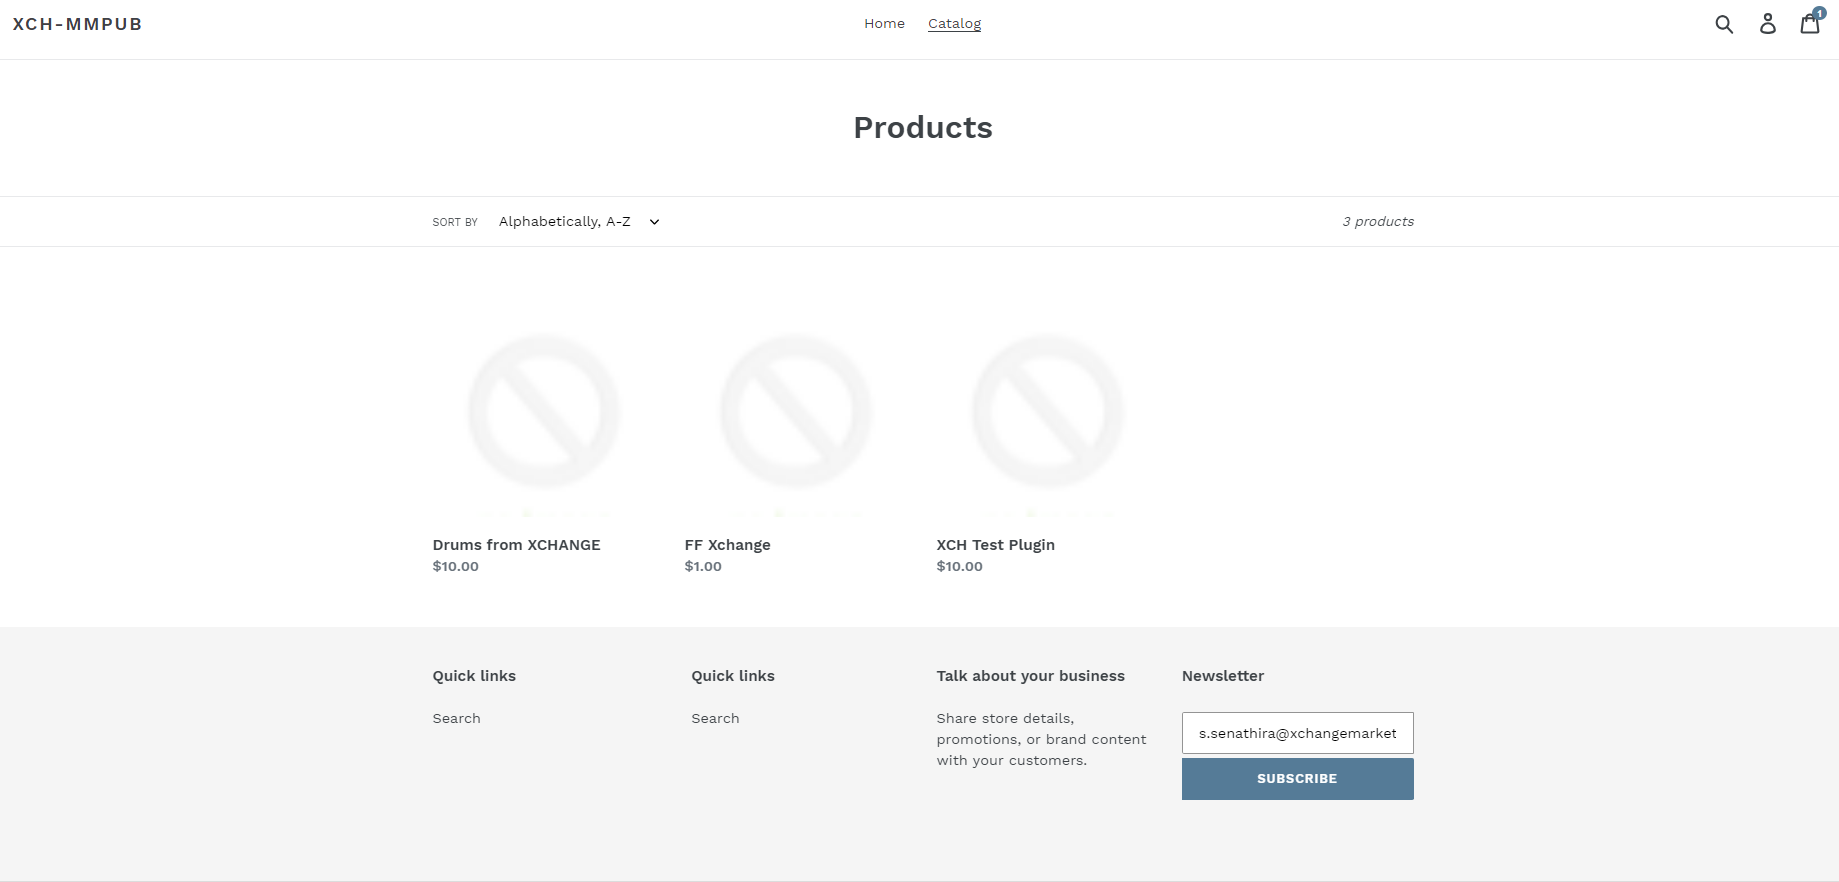 XCH-MMPUB
Home Catalog
1
Products
SORT BY Alphabetically, A-Z
3 products
Drums from XCHANGE
$10.00
FF Xchange
$1.00
XCH Test Plugin
$10.00
Quick links
Search
Quick links
Search
Talk about your business
Share store details,
promotions, or brand content
with your customers.
Newsletter
s.senathira@xchangemarket
SUBSCRIBE